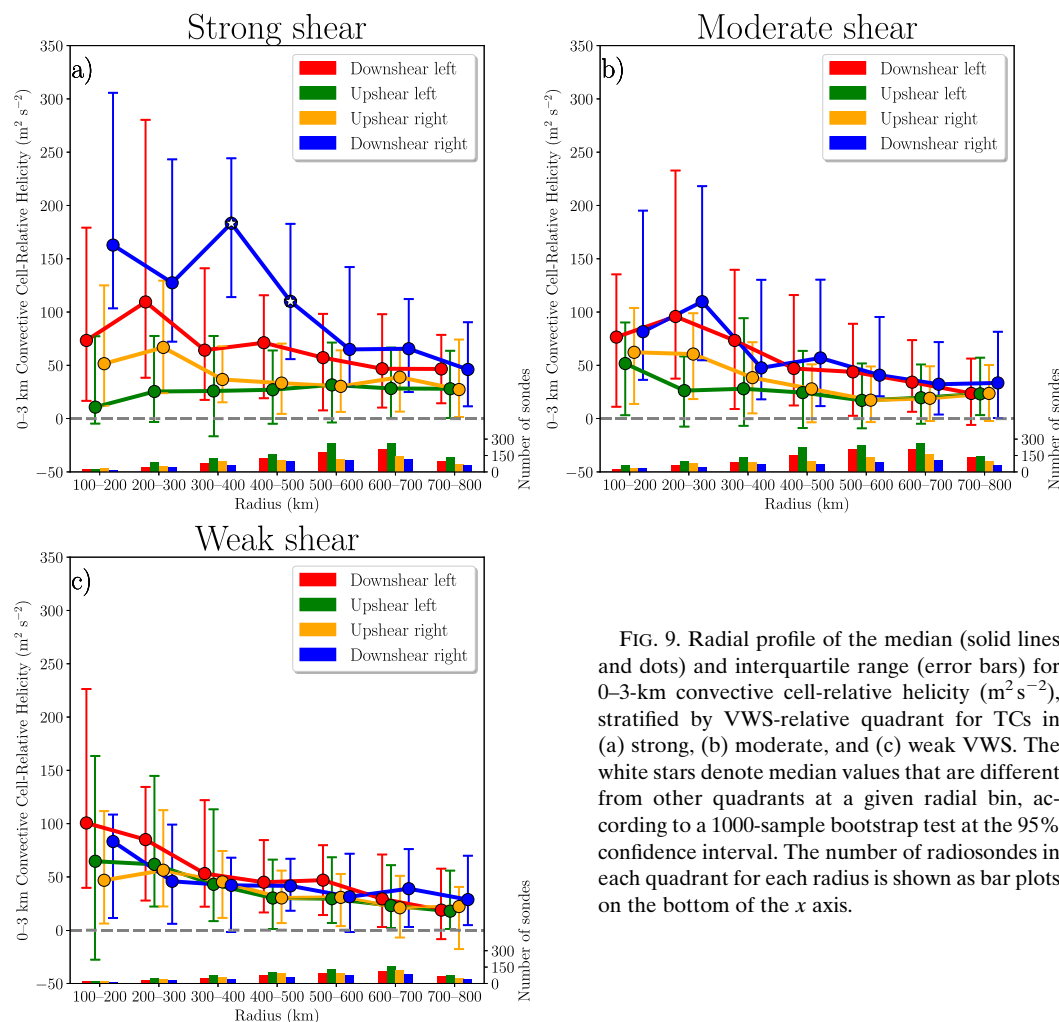 Strong shear
a)
0–3 km Convective Cell-Relative Helicity (m² s⁻²)
350
300
250
200
150
100
50
0
−50
Downshear left
Upshear left
Upshear right
Downshear right
300
150
0
Number of sondes
100–200 200–300 300–400 400–500 500–600 600–700 700–800
Radius (km)
Moderate shear
b)
0–3 km Convective Cell-Relative Helicity (m² s⁻²)
350
300
250
200
150
100
50
0
−50
Downshear left
Upshear left
Upshear right
Downshear right
300
150
0
Number of sondes
100–200 200–300 300–400 400–500 500–600 600–700 700–800
Radius (km)
Weak shear
c)
0–3 km Convective Cell-Relative Helicity (m² s⁻²)
350
300
250
200
150
100
50
0
−50
Downshear left
Upshear left
Upshear right
Downshear right
300
150
0
Number of sondes
100–200 200–300 300–400 400–500 500–600 600–700 700–800
Radius (km)
FIG. 9. Radial profile of the median (solid lines
and dots) and interquartile range (error bars) for
0–3-km convective cell-relative helicity (m² s⁻²),
stratified by VWS-relative quadrant for TCs in
(a) strong, (b) moderate, and (c) weak VWS. The
white stars denote median values that are different
from other quadrants at a given radial bin, ac-
cording to a 1000-sample bootstrap test at the 95%
confidence interval. The number of radiosondes in
each quadrant for each radius is shown as bar plots
on the bottom of the x axis.